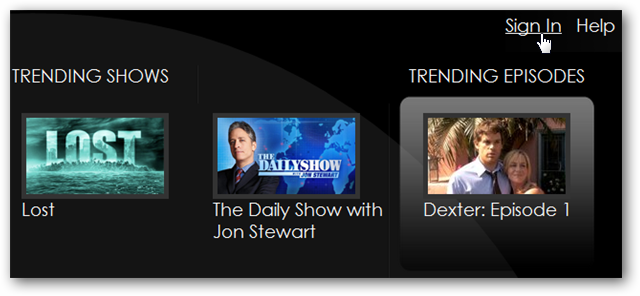 Sign In Help
TRENDING SHOWS
TRENDING EPISODES
LOST
THE
DAILY SHOW
WITH JON STEWART
Lost
The Daily Show with
Jon Stewart
Dexter: Episode 1